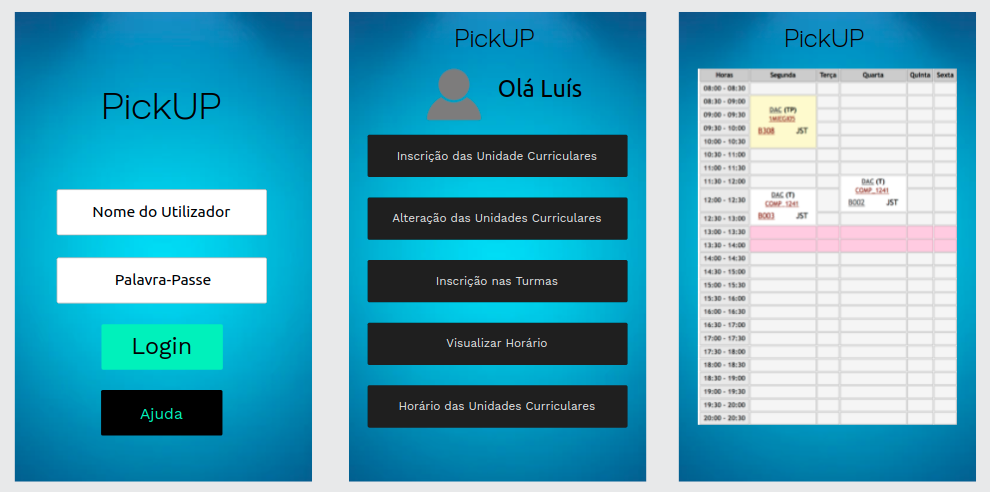 PickUP
Nome do Utilizador
Palavra-Passe
Login
Ajuda
PickUP
Olá Luís
Inscrição das Unidade Curriculares
Alteração das Unidades Curriculares
Inscrição nas Turmas
Visualizar Horário
Horário das Unidades Curriculares
PickUP
Horas Segunda Terça Quarta Quinta Sexta
08:00 - 08:30
08:30 - 09:00
09:00 - 09:30
09:30 - 10:00
10:00 - 10:30
DAC (TP)
1MIEGI05
B308 JST
10:30 - 11:00
11:00 - 11:30
11:30 - 12:00
12:00 - 12:30
12:30 - 13:00
DAC (T)
COMP_1241
B003 JST
DAC (T)
COMP_1241
B002 JST
13:00 - 13:30
13:30 - 14:00
14:00 - 14:30
14:30 - 15:00
15:00 - 15:30
15:30 - 16:00
16:00 - 16:30
16:30 - 17:00
17:00 - 17:30
17:30 - 18:00
18:00 - 18:30
18:30 - 19:00
19:00 - 19:30
19:30 - 20:00
20:00 - 20:30